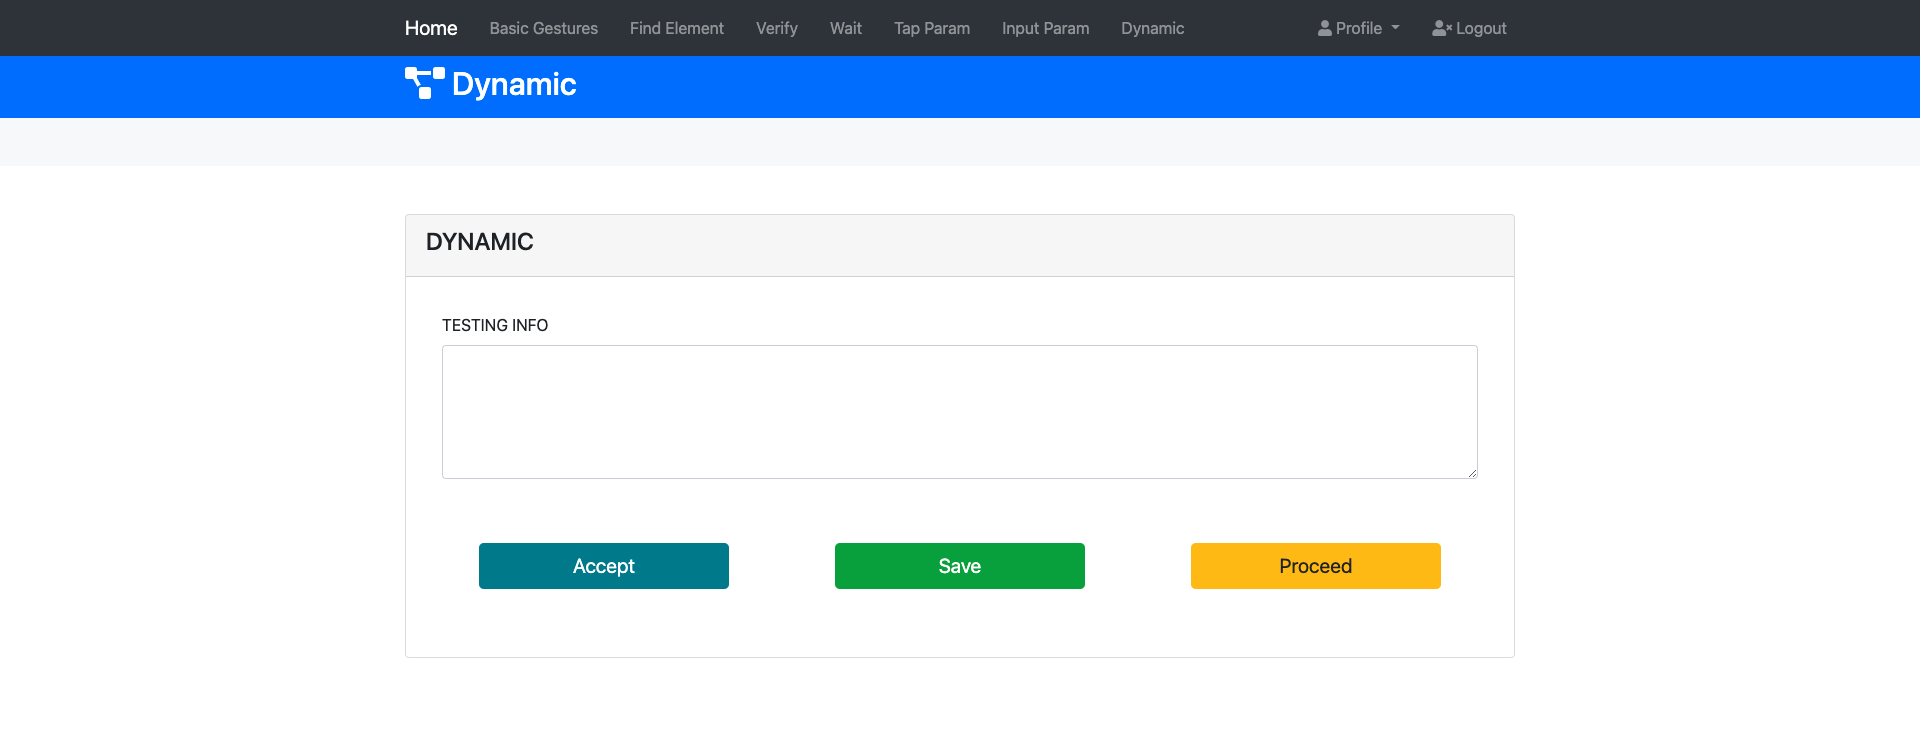 Home Basic Gestures Find Element Verify Wait Tap Param Input Param Dynamic Profile Logout
Dynamic
DYNAMIC
TESTING INFO
Accept Save Proceed